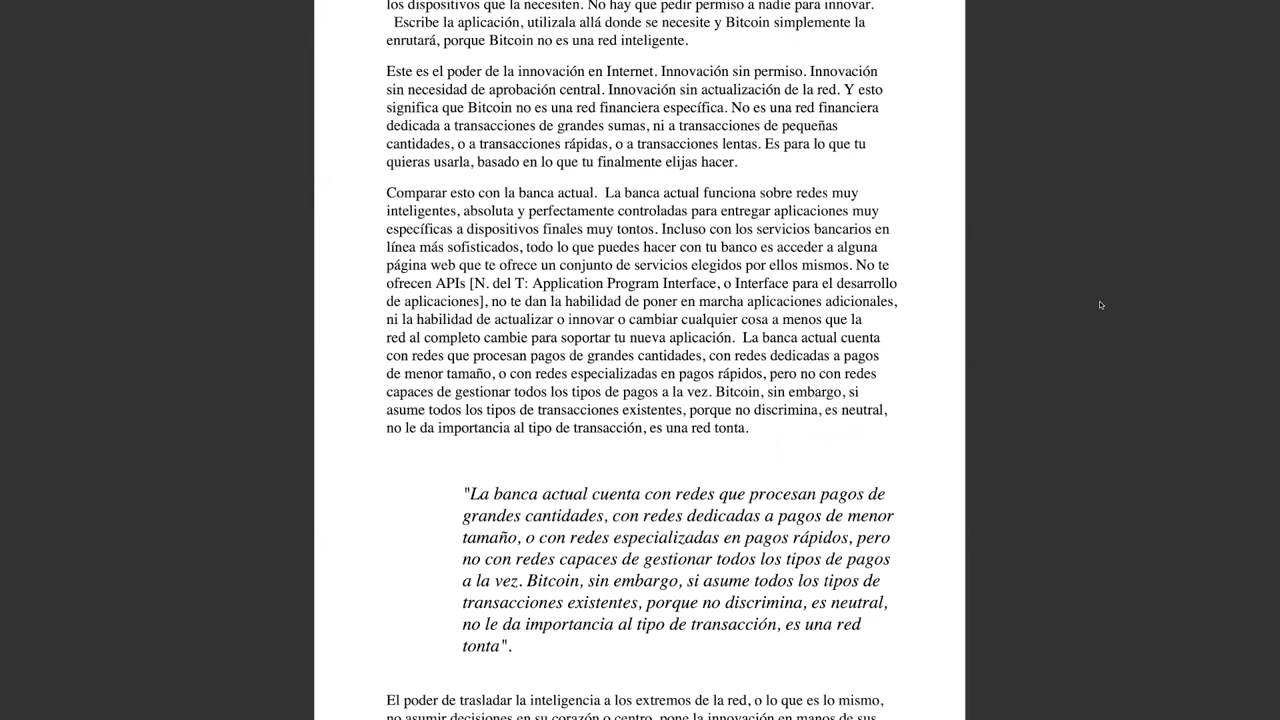 los dispositivos que la necesiten. No hay que pedir permiso a nadie para innovar.
Escribe la aplicación, utilizala allá donde se necesite y Bitcoin simplemente la
enrutará, porque Bitcoin no es una red inteligente.
Este es el poder de la innovación en Internet. Innovación sin permiso. Innovación
sin necesidad de aprobación central. Innovación sin actualización de la red. Y esto
significa que Bitcoin no es una red financiera específica. No es una red financiera
dedicada a transacciones de grandes sumas, ni a transacciones de pequeñas
cantidades, o a transacciones rápidas, o a transacciones lentas. Es para lo que tu
quieras usarla, basado en lo que tu finalmente elijas hacer.
Comparar esto con la banca actual.  La banca actual funciona sobre redes muy
inteligentes, absoluta y perfectamente controladas para entregar aplicaciones muy
específicas a dispositivos finales muy tontos. Incluso con los servicios bancarios en
línea más sofisticados, todo lo que puedes hacer con tu banco es acceder a alguna
página web que te ofrece un conjunto de servicios elegidos por ellos mismos. No te
ofrecen APIs [N. del T: Application Program Interface, o Interface para el desarrollo
de aplicaciones], no te dan la habilidad de poner en marcha aplicaciones adicionales,
ni la habilidad de actualizar o innovar o cambiar cualquier cosa a menos que la
red al completo cambie para soportar tu nueva aplicación.  La banca actual cuenta
con redes que procesan pagos de grandes cantidades, con redes dedicadas a pagos
de menor tamaño, o con redes especializadas en pagos rápidos, pero no con redes
capaces de gestionar todos los tipos de pagos a la vez. Bitcoin, sin embargo, si
asume todos los tipos de transacciones existentes, porque no discrimina, es neutral,
no le da importancia al tipo de transacción, es una red tonta.
"La banca actual cuenta con redes que procesan pagos de
grandes cantidades, con redes dedicadas a pagos de menor
tamaño, o con redes especializadas en pagos rápidos, pero
no con redes capaces de gestionar todos los tipos de pagos
a la vez. Bitcoin, sin embargo, si asume todos los tipos de
transacciones existentes, porque no discrimina, es neutral,
no le da importancia al tipo de transacción, es una red
tonta".
El poder de trasladar la inteligencia a los extremos de la red, o lo que es lo mismo,
no asumir decisiones en su corazón o centro, pone la innovación en manos de sus